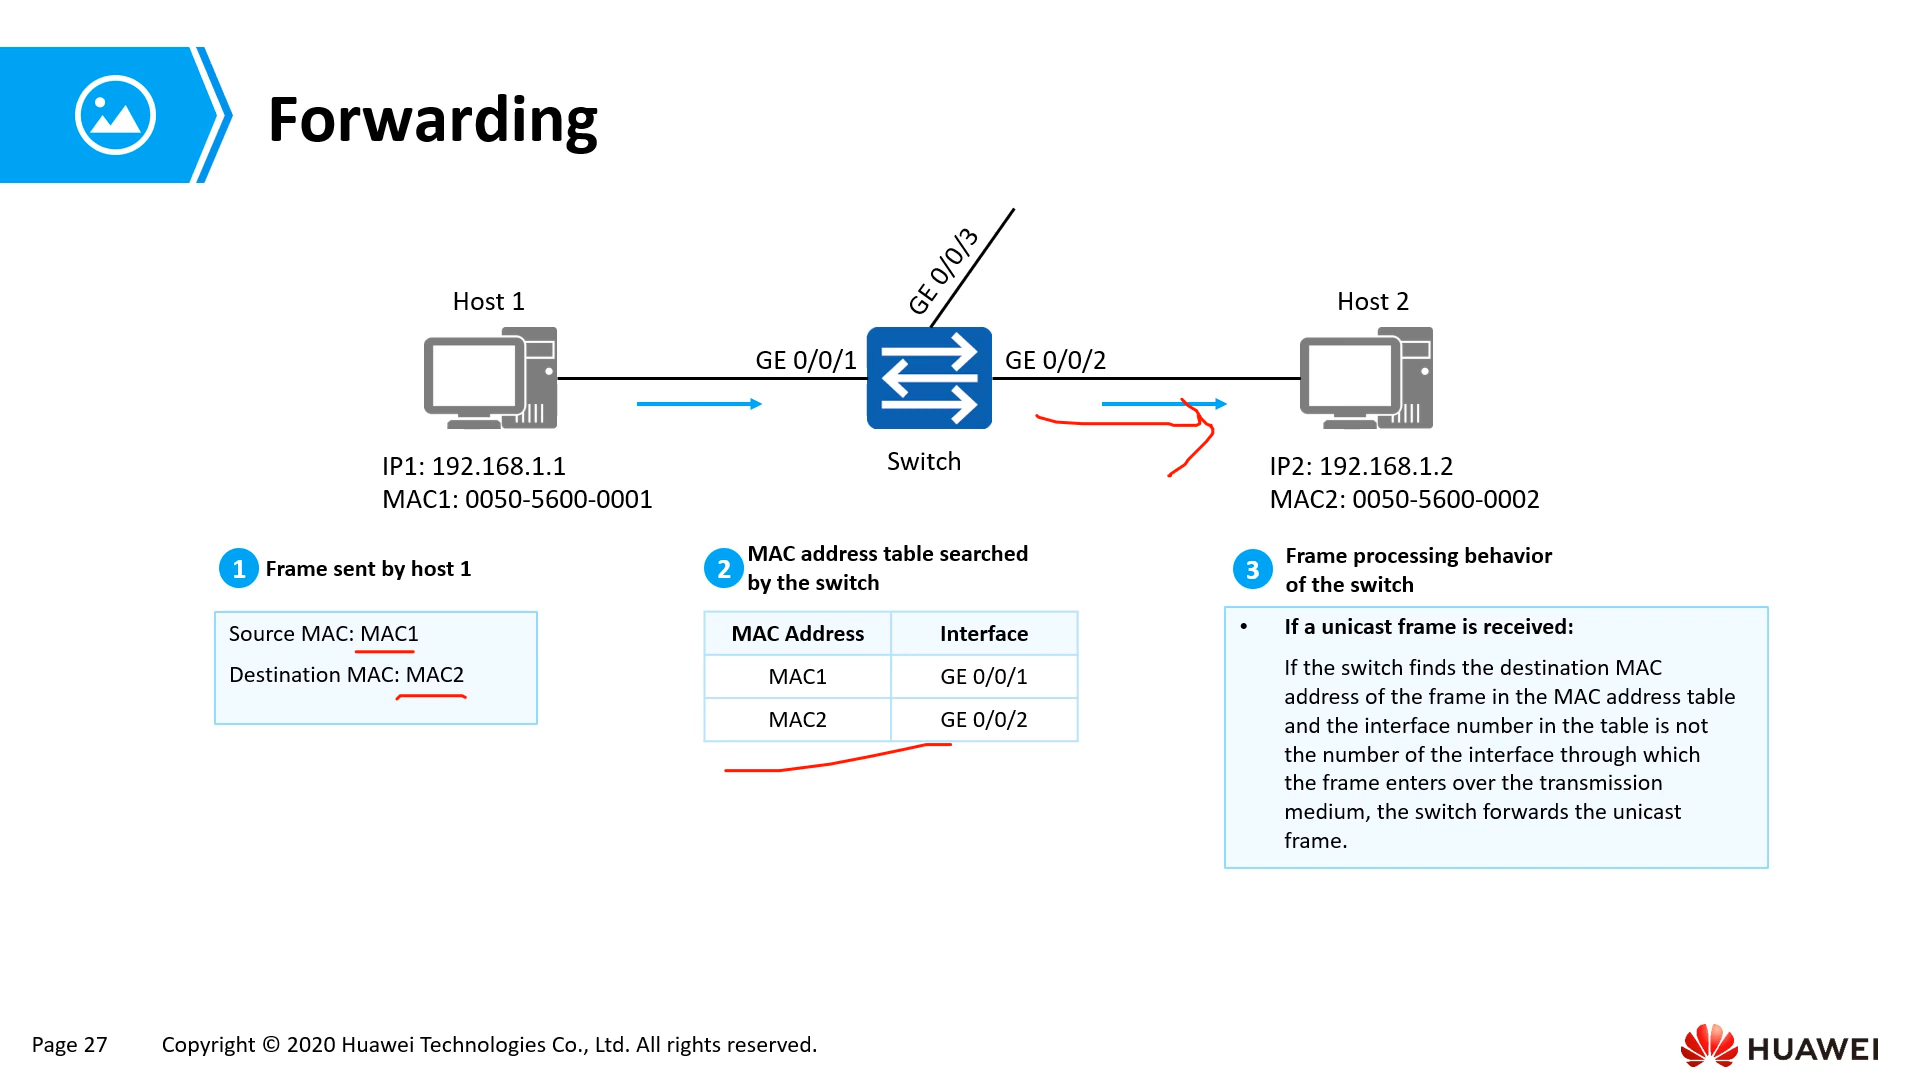 Forwarding
GE 0/0/3
Host 1
Host 2
GE 0/0/1
GE 0/0/2
Switch
IP1: 192.168.1.1
MAC1: 0050-5600-0001
IP2: 192.168.1.2
MAC2: 0050-5600-0002
1 Frame sent by host 1
Source MAC: MAC1
Destination MAC: MAC2
2 MAC address table searched
by the switch
MAC Address Interface
MAC1 GE 0/0/1
MAC2 GE 0/0/2
3 Frame processing behavior
of the switch
• If a unicast frame is received:
If the switch finds the destination MAC
address of the frame in the MAC address table
and the interface number in the table is not
the number of the interface through which
the frame enters over the transmission
medium, the switch forwards the unicast
frame.
Page 27 Copyright © 2020 Huawei Technologies Co., Ltd. All rights reserved.
HUAWEI